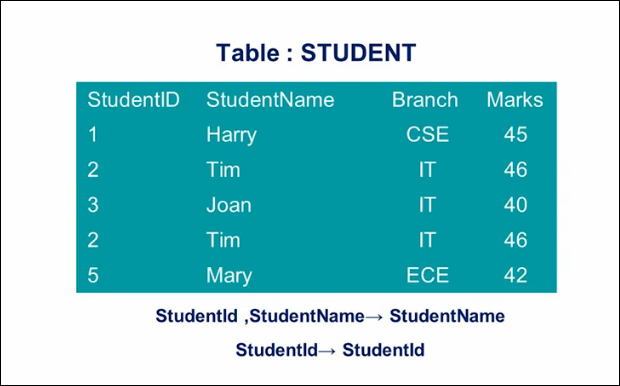 Table : STUDENT
StudentID StudentName Branch Marks
1 Harry CSE 45
2 Tim IT 46
3 Joan IT 40
2 Tim IT 46
5 Mary ECE 42
StudentId ,StudentName→ StudentName
StudentId→ StudentId